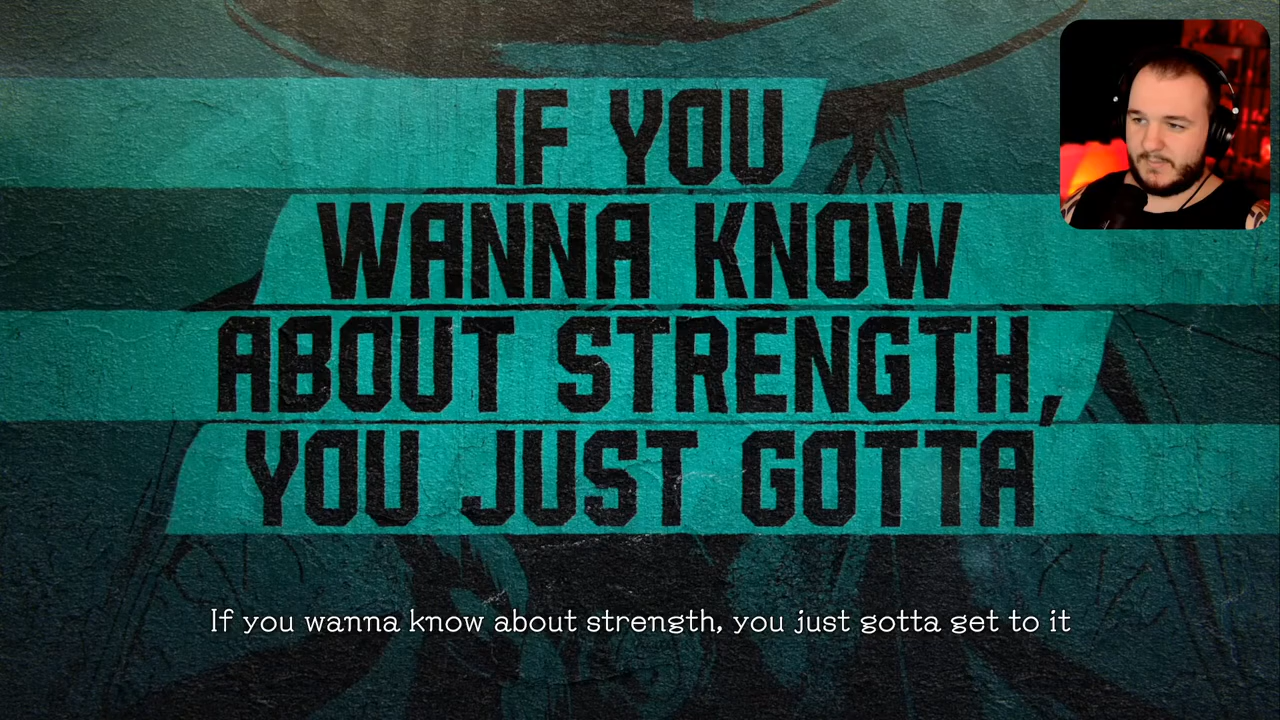 IF YOU
WANNA KNOW
ABOUT STRENGTH,
YOU JUST GOTTA
If you wanna know about strength, you just gotta get to it